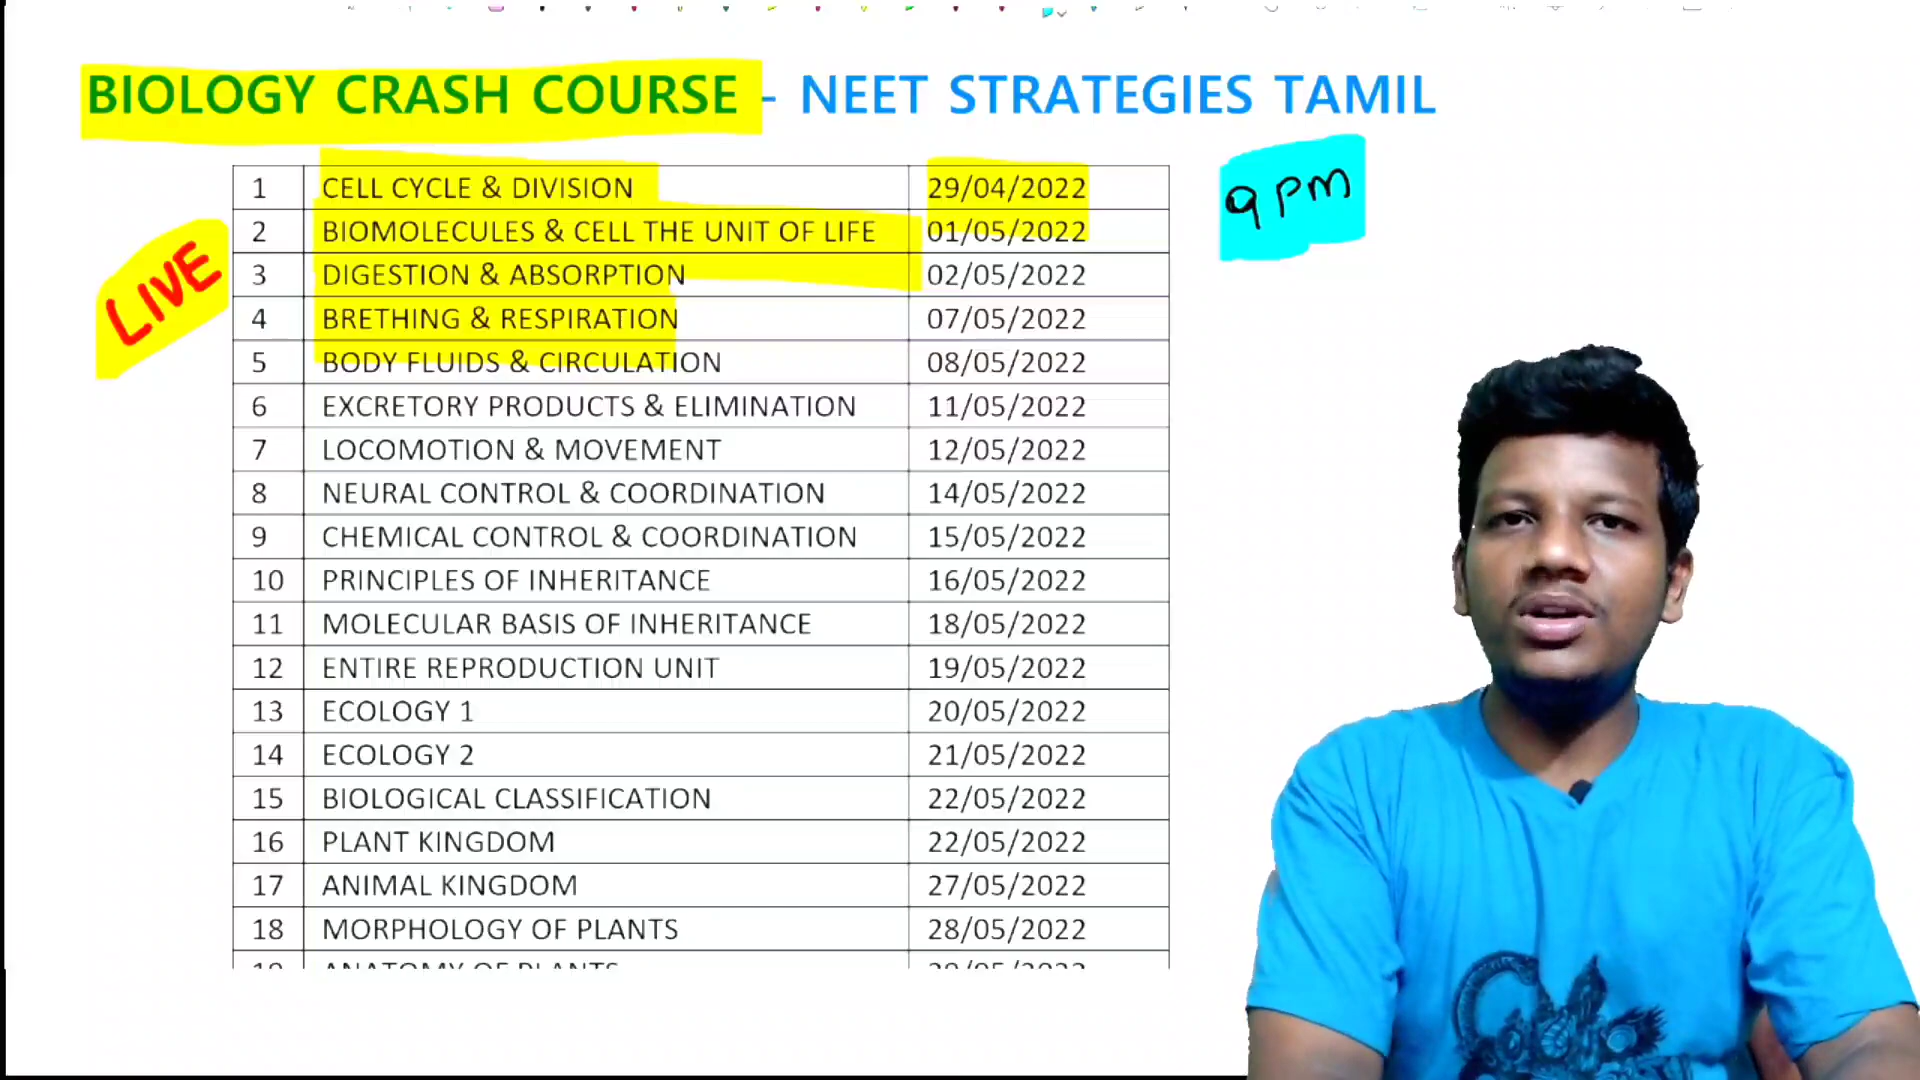 BIOLOGY CRASH COURSE - NEET STRATEGIES TAMIL
1 CELL CYCLE & DIVISION 29/04/2022
9 pm
2 BIOMOLECULES & CELL THE UNIT OF LIFE 01/05/2022
LIVE
3 DIGESTION & ABSORPTION 02/05/2022
4 BRETHING & RESPIRATION 07/05/2022
5 BODY FLUIDS & CIRCULATION 08/05/2022
6 EXCRETORY PRODUCTS & ELIMINATION 11/05/2022
7 LOCOMOTION & MOVEMENT 12/05/2022
8 NEURAL CONTROL & COORDINATION 14/05/2022
9 CHEMICAL CONTROL & COORDINATION 15/05/2022
10 PRINCIPLES OF INHERITANCE 16/05/2022
11 MOLECULAR BASIS OF INHERITANCE 18/05/2022
12 ENTIRE REPRODUCTION UNIT 19/05/2022
13 ECOLOGY 1 20/05/2022
14 ECOLOGY 2 21/05/2022
15 BIOLOGICAL CLASSIFICATION 22/05/2022
16 PLANT KINGDOM 22/05/2022
17 ANIMAL KINGDOM 27/05/2022
18 MORPHOLOGY OF PLANTS 28/05/2022
ANATOMY OF PLANTS